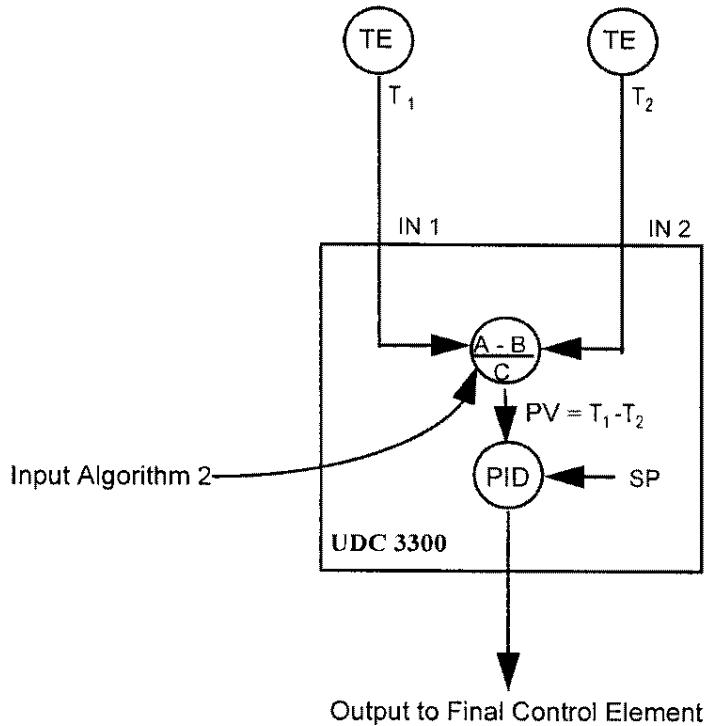 TE
TE
T1
T2
IN 1
IN 2
A - B
C
PV = T1-T2
Input Algorithm 2
PID
SP
UDC 3300
Output to Final Control Element